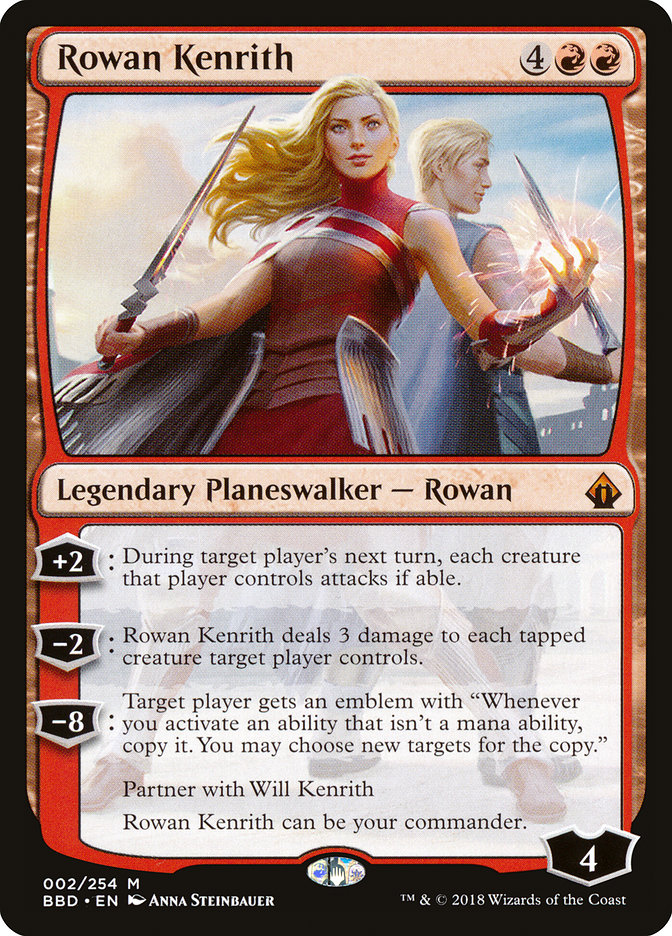 Rowan Kenrith 4
Legendary Planeswalker — Rowan
+2 : During target player's next turn, each creature
that player controls attacks if able.
−2 : Rowan Kenrith deals 3 damage to each tapped
creature target player controls.
Target player gets an emblem with “Whenever
−8 : you activate an ability that isn't a mana ability,
copy it. You may choose new targets for the copy.”
Partner with Will Kenrith
Rowan Kenrith can be your commander.
4
002/254 M
BBD • EN Anna Steinbauer
™ & © 2018 Wizards of the Coast